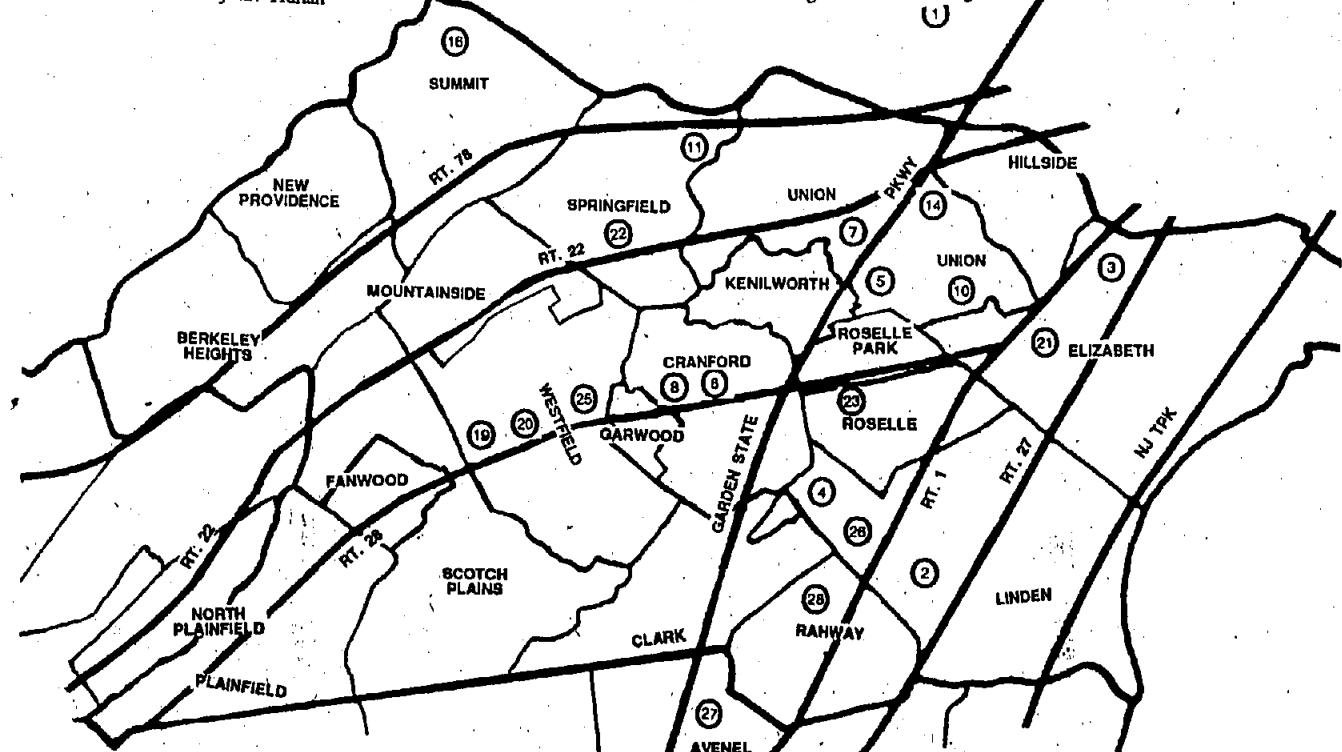 1
16
SUMMIT
RT. 78
11
HILLSIDE
NEW
PROVIDENCE
UNION
PKWY
14
SPRINGFIELD
22
7
RT. 22
UNION
3
5
10
KENILWORTH
MOUNTAINSIDE
BERKELEY
HEIGHTS
ROSELLE
PARK
21
ELIZABETH
CRANFORD
8
6
25
WESTFIELD
23
ROSELLE
19
20
GARWOOD
NJ TPK
GARDEN STATE
FANWOOD
RT. 27
RT. 1
4
26
RT. 22
RT. 28
SCOTCH
PLAINS
2
LINDEN
28
RAHWAY
NORTH
PLAINFIELD
CLARK
PLAINFIELD
27
AVENEL